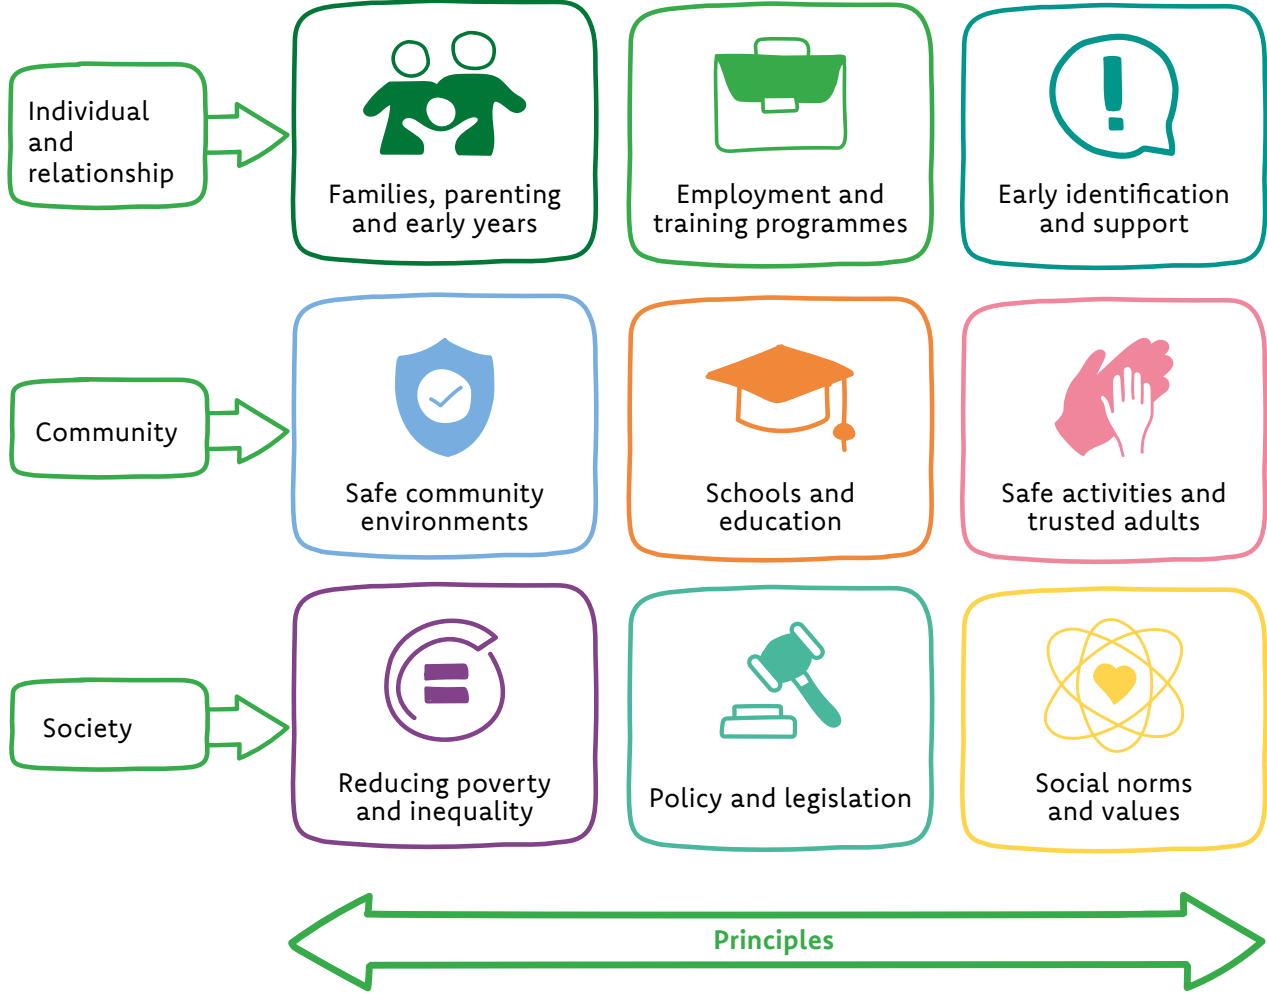 Individual
and
relationship
Families, parenting
and early years
Employment and
training programmes
Early identification
and support
Community
Safe community
environments
Schools and
education
Safe activities and
trusted adults
Society
Reducing poverty
and inequality
Policy and legislation
Social norms
and values
Principles